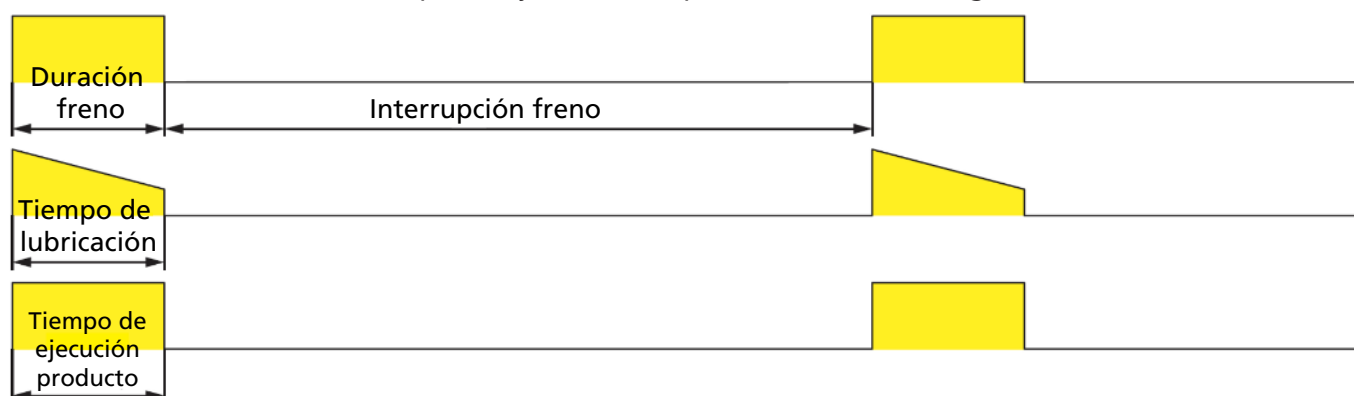 Duración
freno
Interrupción freno
Tiempo de
lubricación
Tiempo de
ejecución
producto